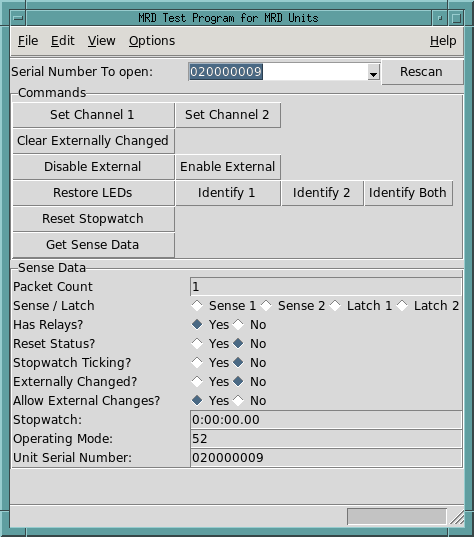 MRD Test Program for MRD Units
File Edit View Options Help
Serial Number To open: 020000009 Rescan
Commands
Set Channel 1 Set Channel 2
Clear Externally Changed
Disable External Enable External
Restore LEDs Identify 1 Identify 2 Identify Both
Reset Stopwatch
Get Sense Data
Sense Data
Packet Count 1
Sense / Latch Sense 1 Sense 2 Latch 1 Latch 2
Has Relays? Yes No
Reset Status? Yes No
Stopwatch Ticking? Yes No
Externally Changed? Yes No
Allow External Changes? Yes No
Stopwatch: 0:00:00.00
Operating Mode: 52
Unit Serial Number: 020000009